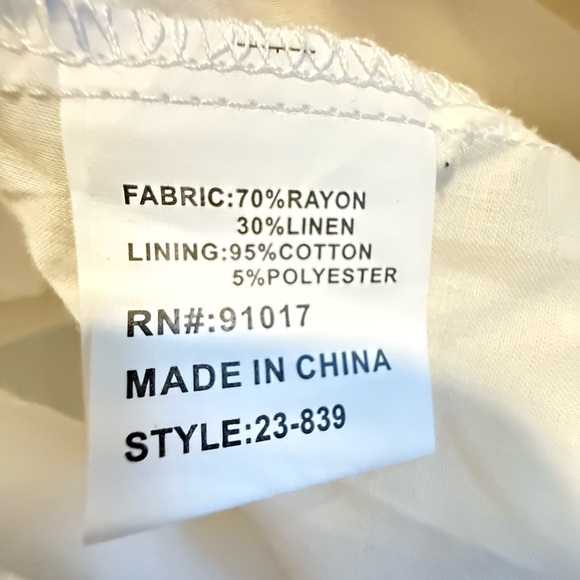 FABRIC:70%RAYON
30%LINEN
LINING:95%COTTON
5%POLYESTER
RN#:91017
MADE IN CHINA
STYLE:23-839